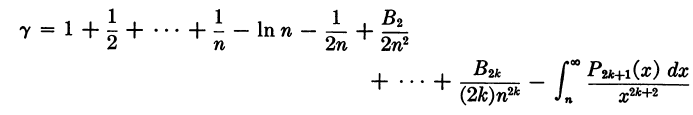 γ = 1 + 1/2 + ⋯ + 1/n − ln n − 1/2n + B₂/2n²
+ ⋯ + B₂ₖ/(2k)n²ᵏ − ∫ₙ^∞ P₂ₖ₊₁(x) dx/x²ᵏ⁺²